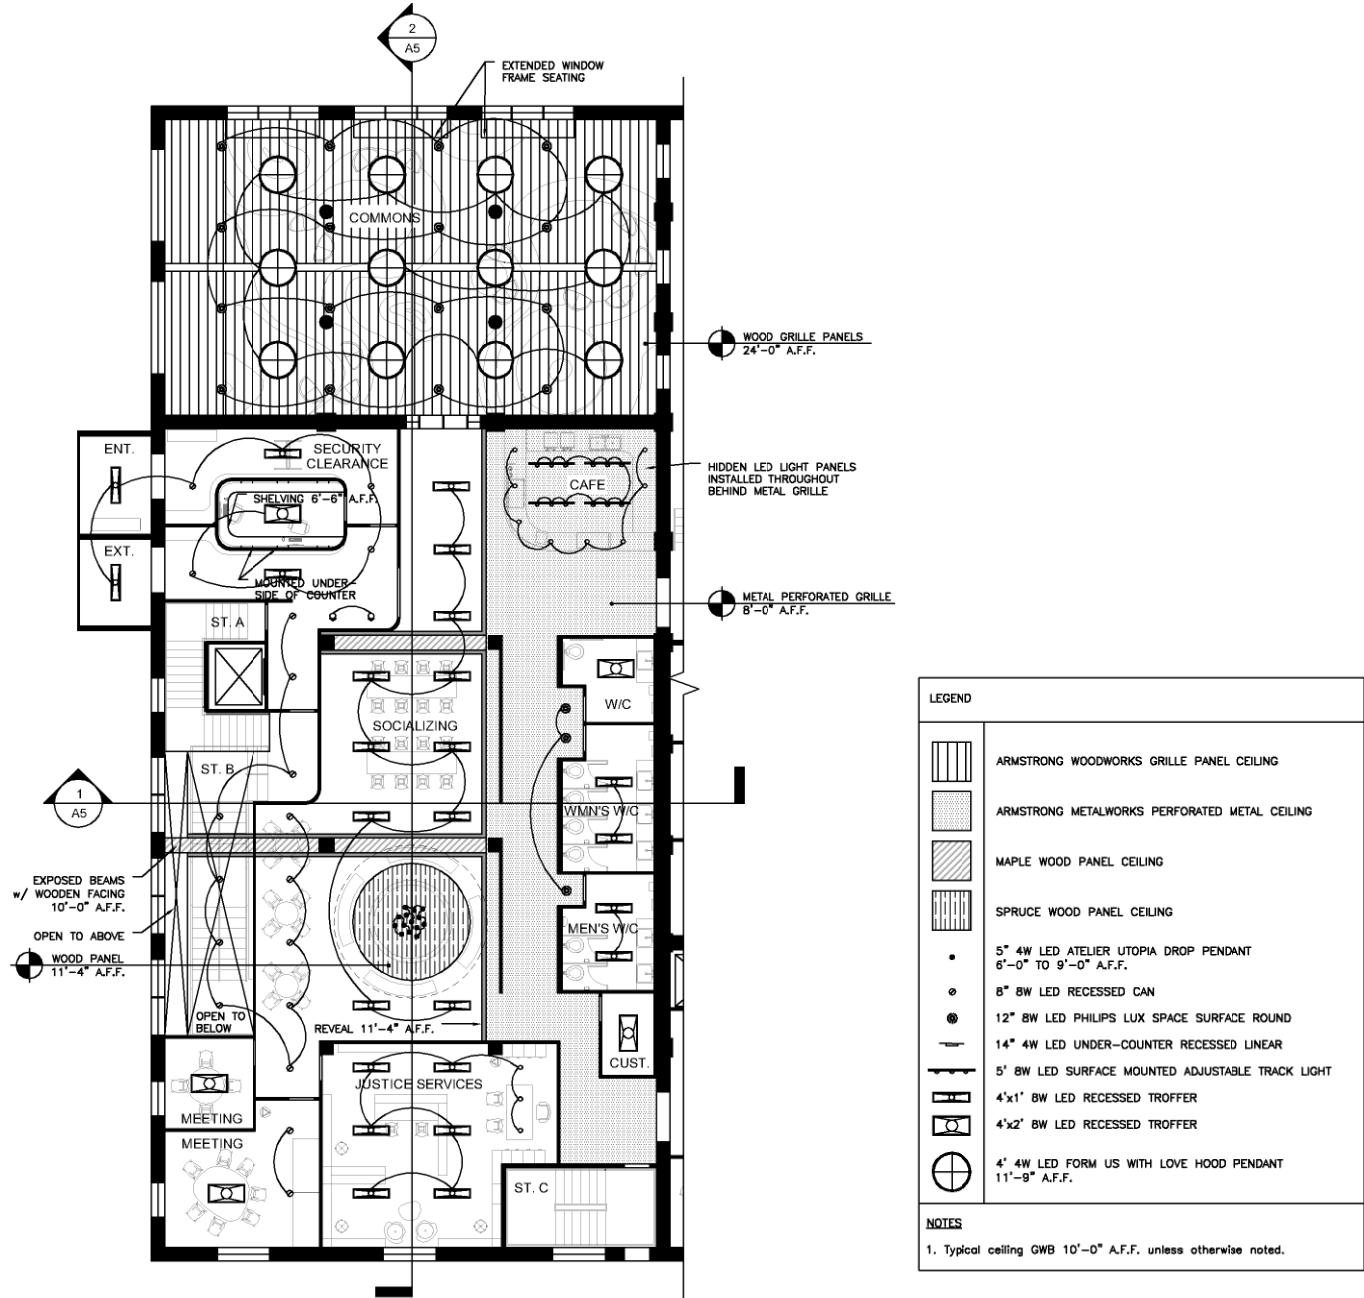 2
A5
EXTENDED WINDOW
FRAME SEATING
COMMONS
WOOD GRILLE PANELS
24'-0" A.F.F.
ENT.
SECURITY
CLEARANCE
SHELVING 6'-6" A.F.F.
CAFE
HIDDEN LED LIGHT PANELS
INSTALLED THROUGHOUT
BEHIND METAL GRILLE
EXT.
MOUNTED UNDER-
SIDE OF COUNTER
METAL PERFORATED GRILLE
8'-0" A.F.F.
ST. A
W/C
SOCIALIZING
ST. B
1
A5
WMN'S W/C
EXPOSED BEAMS
w/ WOODEN FACING
10'-0" A.F.F.
OPEN TO ABOVE
WOOD PANEL
11'-4" A.F.F.
MEN'S W/C
OPEN TO
BELOW
REVEAL 11'-4" A.F.F.
CUST.
JUSTICE SERVICES
MEETING
MEETING
ST. C
LEGEND
ARMSTRONG WOODWORKS GRILLE PANEL CEILING
ARMSTRONG METALWORKS PERFORATED METAL CEILING
MAPLE WOOD PANEL CEILING
SPRUCE WOOD PANEL CEILING
5" 4W LED ATELIER UTOPIA DROP PENDANT
6'-0" TO 9'-0" A.F.F.
8" 8W LED RECESSED CAN
12" 8W LED PHILIPS LUX SPACE SURFACE ROUND
14" 4W LED UNDER-COUNTER RECESSED LINEAR
5' 8W LED SURFACE MOUNTED ADJUSTABLE TRACK LIGHT
4'x1' 8W LED RECESSED TROFFER
4'x2' 8W LED RECESSED TROFFER
4' 4W LED FORM US WITH LOVE HOOD PENDANT
11'-9" A.F.F.
NOTES
1. Typical ceiling GWB 10'-0" A.F.F. unless otherwise noted.